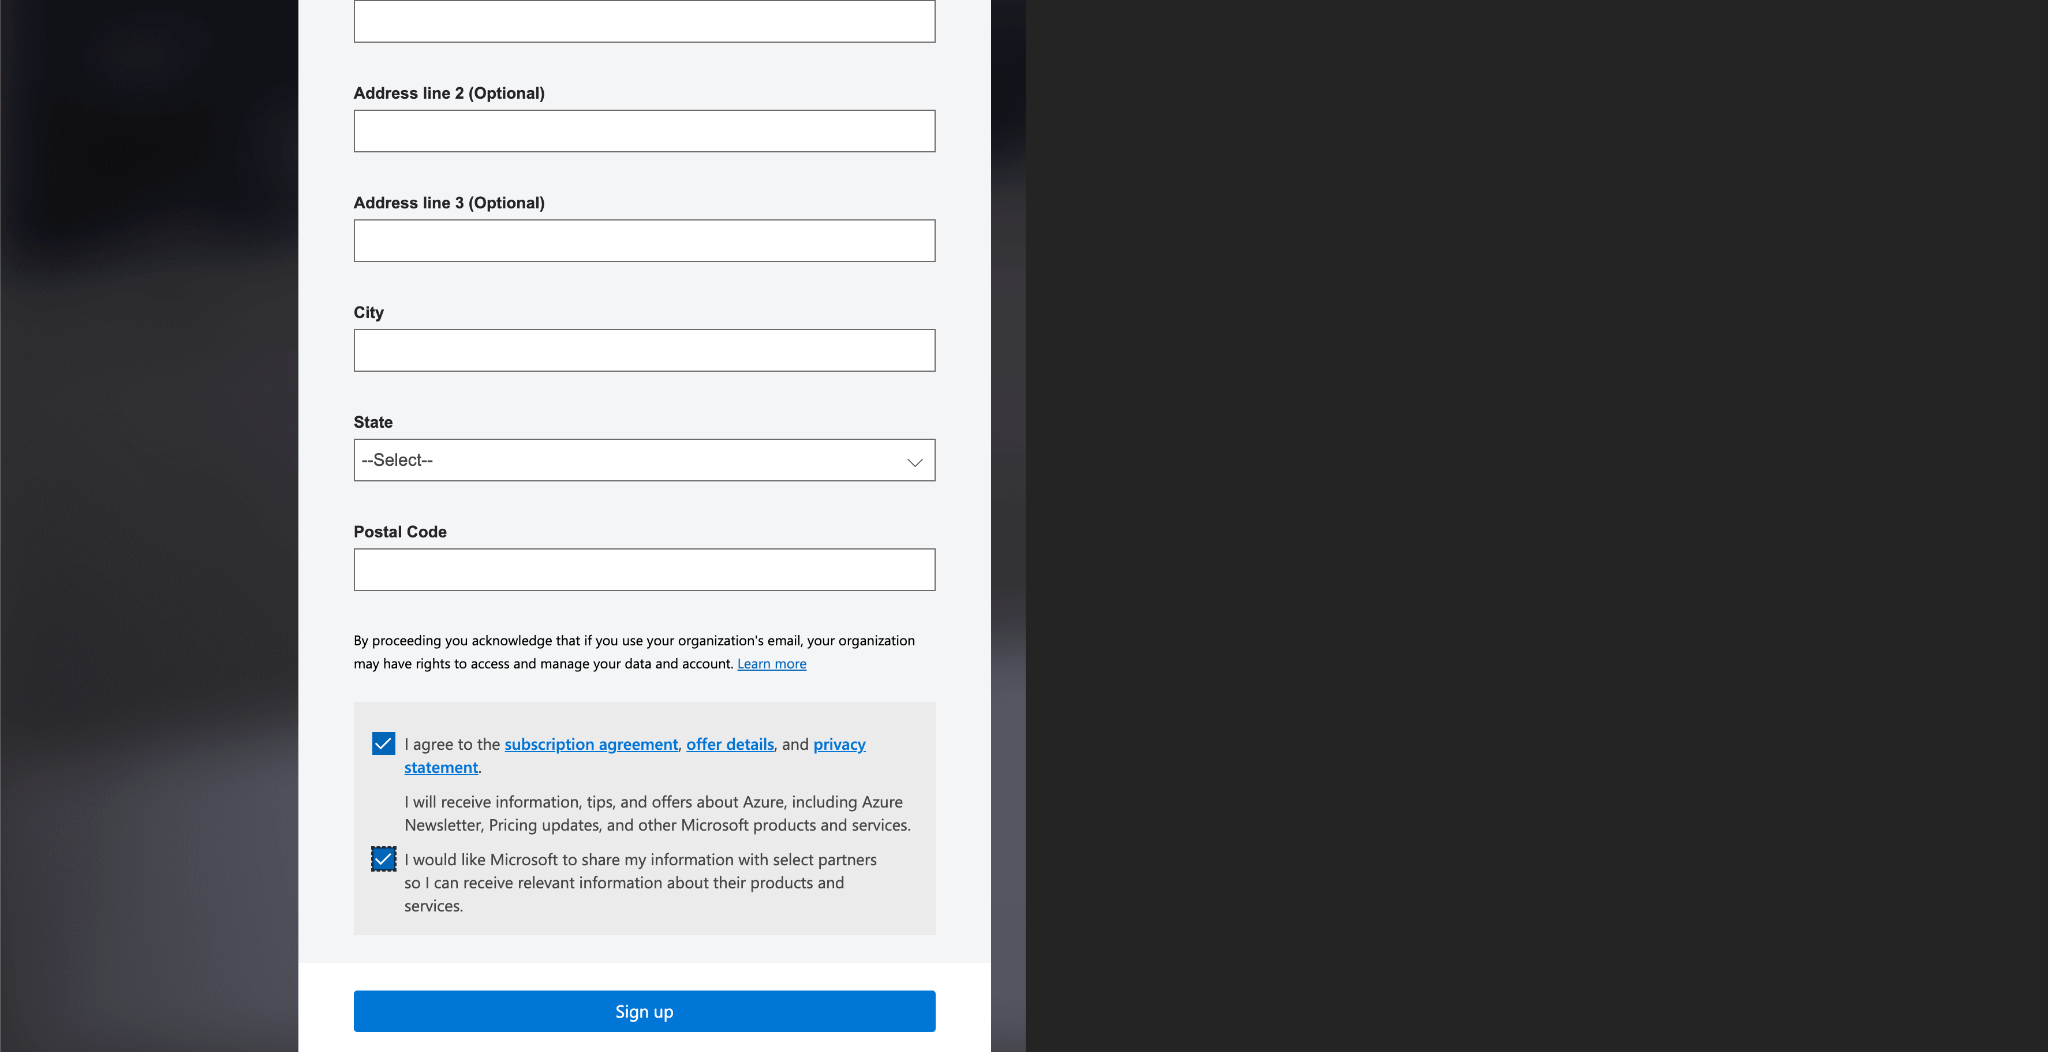 Address line 2 (Optional)
Address line 3 (Optional)
City
State
--Select--
Postal Code
By proceeding you acknowledge that if you use your organization's email, your organization
may have rights to access and manage your data and account. Learn more
I agree to the subscription agreement, offer details, and privacy
statement.
I will receive information, tips, and offers about Azure, including Azure
Newsletter, Pricing updates, and other Microsoft products and services.
I would like Microsoft to share my information with select partners
so I can receive relevant information about their products and
services.
Sign up